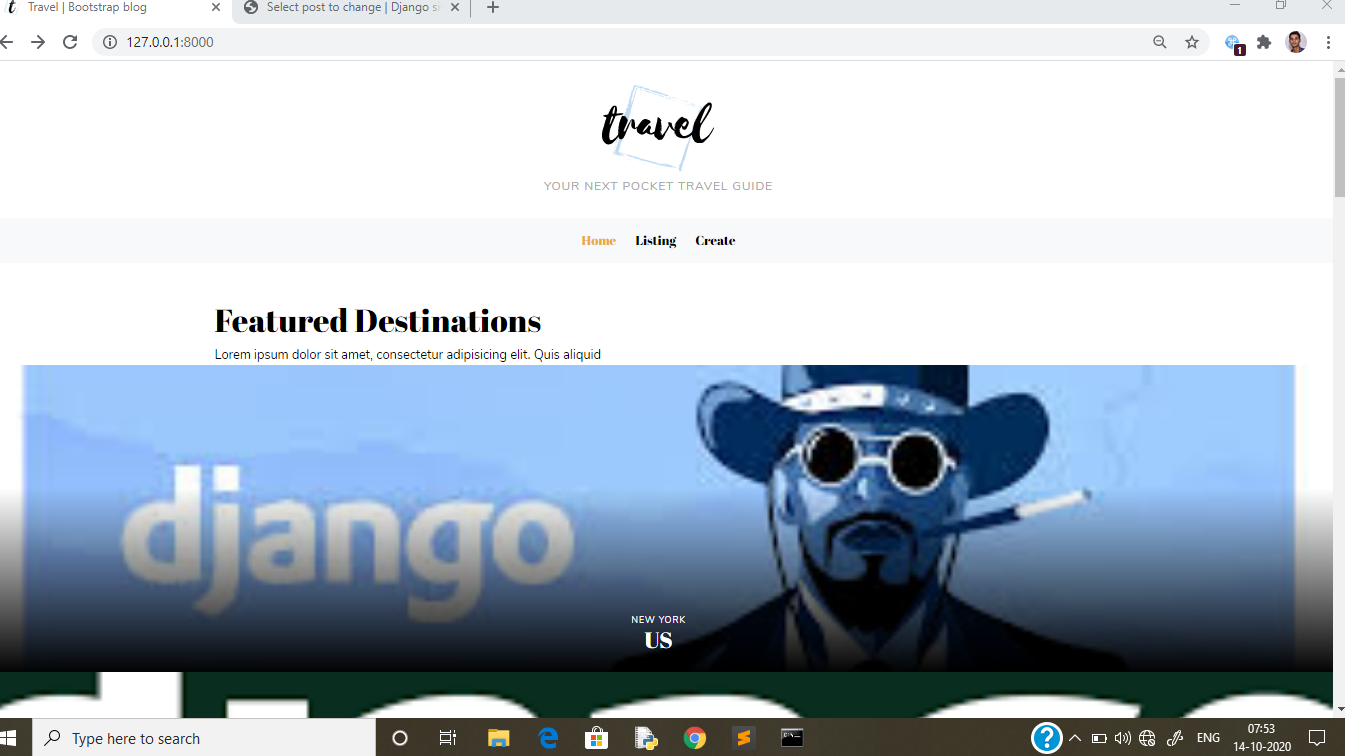 t Travel | Bootstrap blog
Select post to change | Django si
127.0.0.1:8000
1
travel
YOUR NEXT POCKET TRAVEL GUIDE
Home Listing Create
Featured Destinations
Lorem ipsum dolor sit amet, consectetur adipisicing elit. Quis aliquid
django
NEW YORK
US
Type here to search
ENG
07:53
14-10-2020